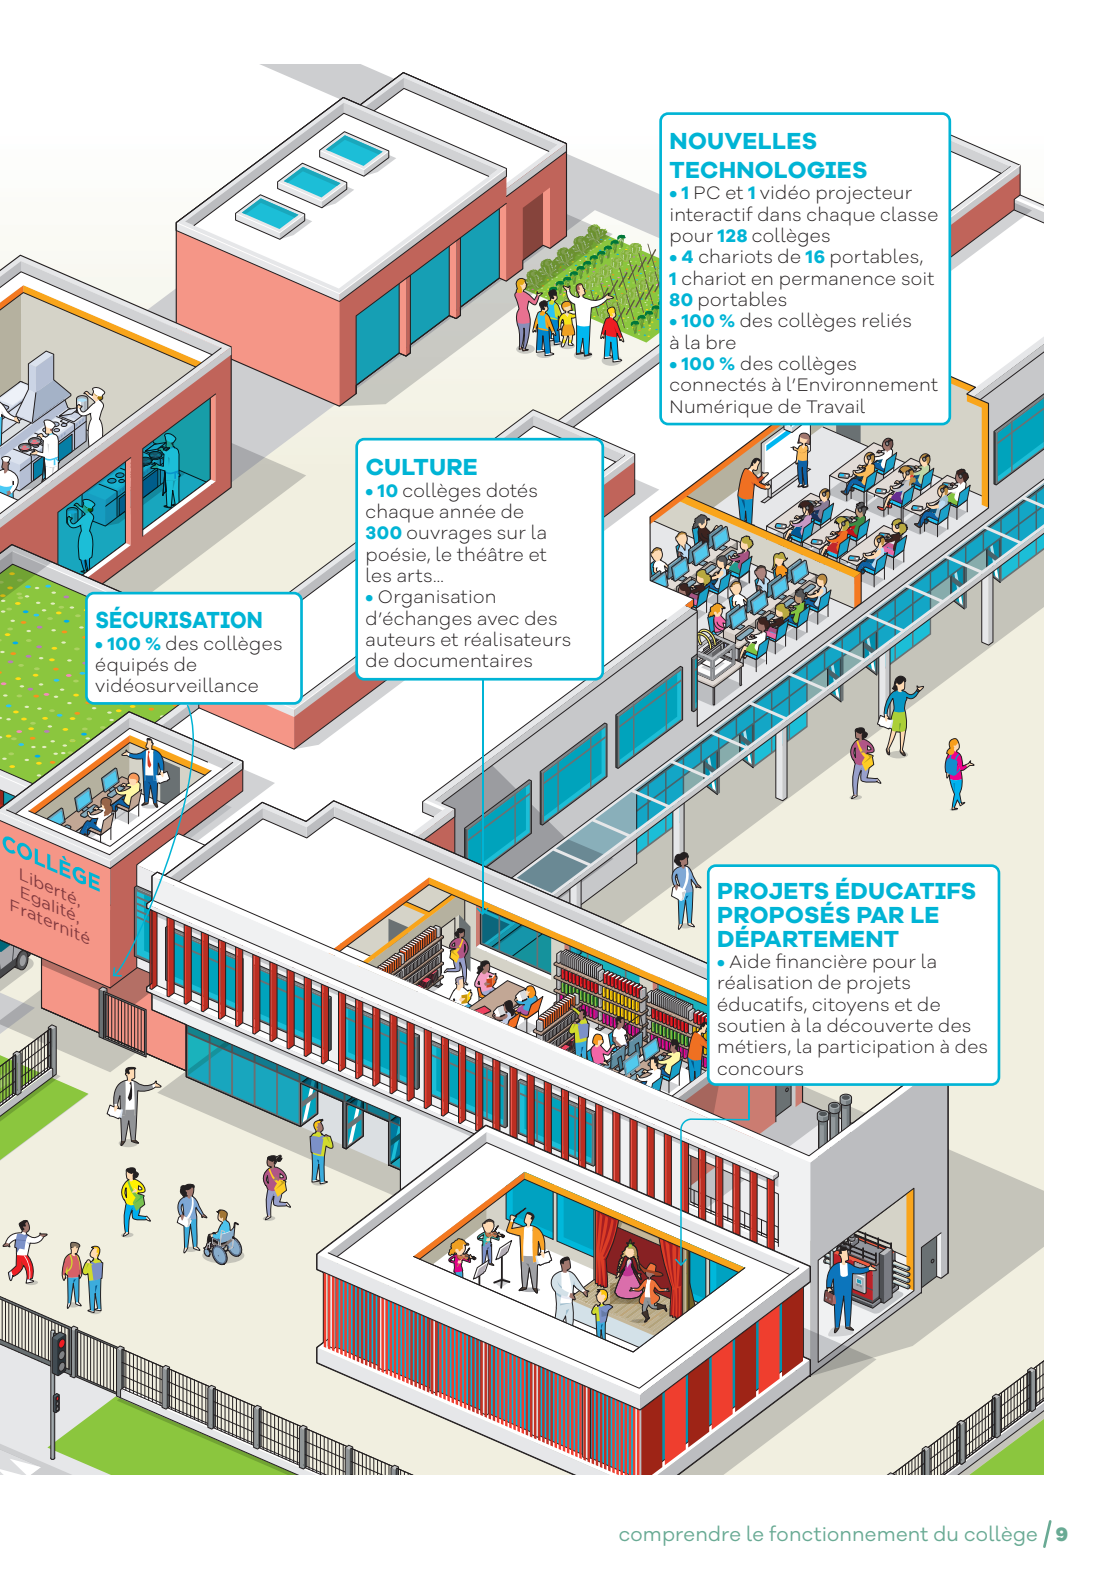 NOUVELLES
TECHNOLOGIES
• 1 PC et 1 vidéo projecteur
interactif dans chaque classe
pour 128 collèges
• 4 chariots de 16 portables,
1 chariot en permanence soit
80 portables
• 100 % des collèges reliés
à la bre
• 100 % des collèges
connectés à l'Environnement
Numérique de Travail
CULTURE
• 10 collèges dotés
chaque année de
300 ouvrages sur la
poésie, le théâtre et
les arts...
• Organisation
d'échanges avec des
auteurs et réalisateurs
de documentaires
SÉCURISATION
• 100 % des collèges
équipés de
vidéosurveillance
COLLÈGE
Liberté,
Egalité,
Fraternité
PROJETS ÉDUCATIFS
PROPOSÉS PAR LE
DÉPARTEMENT
• Aide financière pour la
réalisation de projets
éducatifs, citoyens et de
soutien à la découverte des
métiers, la participation à des
concours
comprendre le fonctionnement du collège / 9